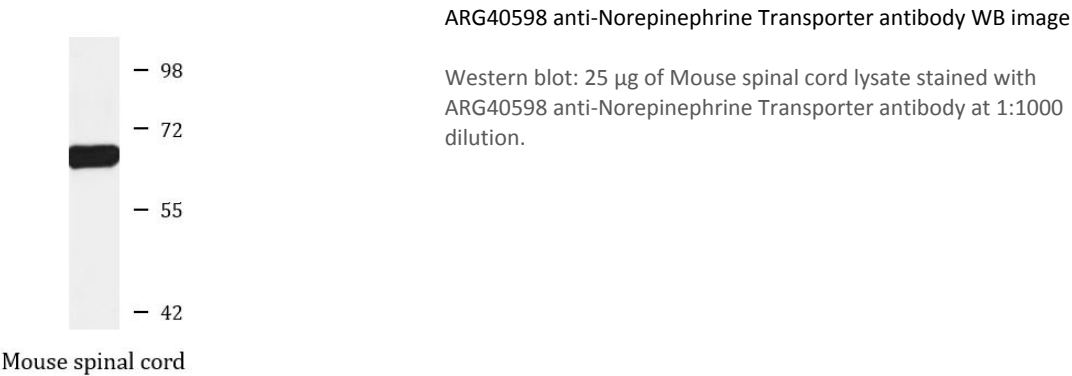 ARG40598 anti-Norepinephrine Transporter antibody WB image
Western blot: 25 µg of Mouse spinal cord lysate stained with
ARG40598 anti-Norepinephrine Transporter antibody at 1:1000
dilution.
98
72
55
42
Mouse spinal cord